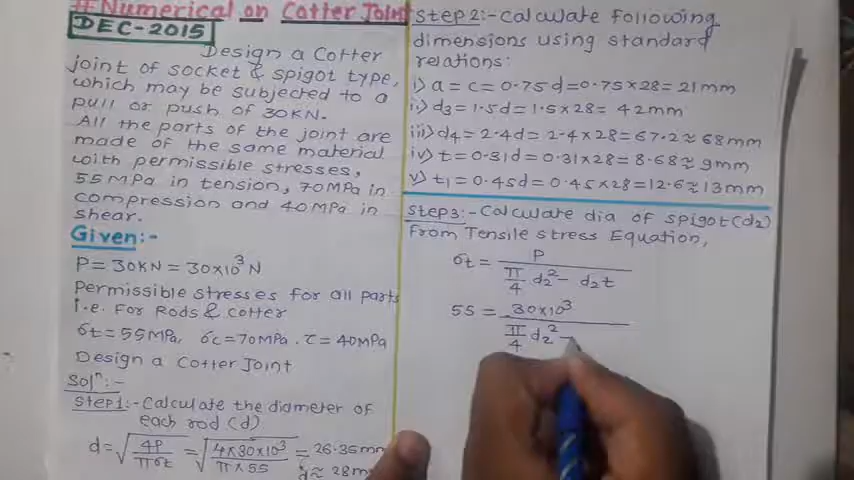 #Numerical on Cotter Joint
DEC-2015
Design a Cotter
joint of socket & spigot type,
which may be subjected to a
pull or push of 30KN.
All the parts of the joint are
made of the same material
with permissible stresses,
55MPa in tension, 70MPa in
compression and 40MPa in
shear.
Given:-
P=30KN=30×10³N
Permissible stresses for all parts
i.e. For Rods & cotter
σt=55MPa, σc=70MPa. τ=40MPa
Design a Cotter Joint
Solⁿ:-
Step1:-Calculate the diameter of
each rod (d)
d=√(4P/πσt)=√(4×30×10³/π×55)=26.35mm
d≈28mm
Step2:-Calculate Following
dimensions using standard
relations:
i) a=c=0.75d=0.75×28=21mm
ii) d3=1.5d=1.5×28=42mm
iii) d4=2.4d=2.4×28=67.2≈68mm
iv) t=0.31d=0.31×28=8.68≈9mm
v) t1=0.45d=0.45×28=12.6≈13mm
Step3:-Calculate dia of Spigot(d2)
From Tensile stress Equation,
σt = P / (π/4 d2² - d2t)
55 = 30×10³ / (π/4 d2² -